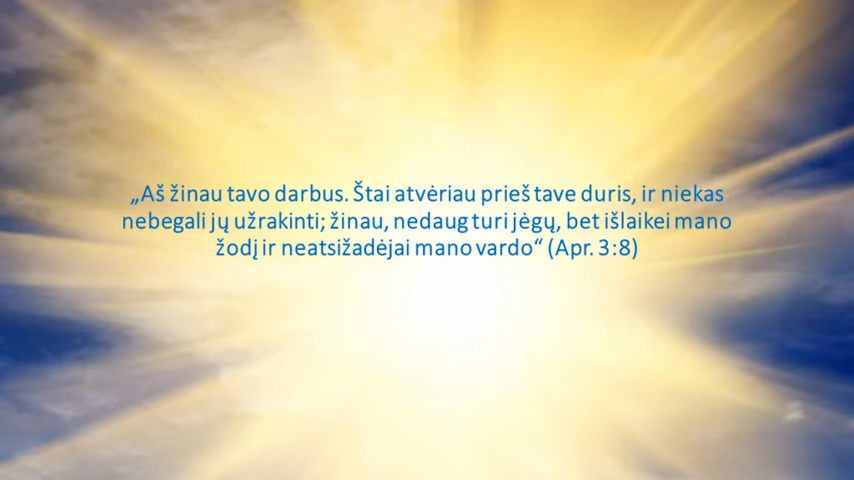 „Aš žinau tavo darbus. Štai atvėriau prieš tave duris, ir niekas
nebegali jų užrakinti; žinau, nedaug turi jėgų, bet išlaikei mano
žodį ir neatsižadėjai mano vardo“ (Apr. 3:8)